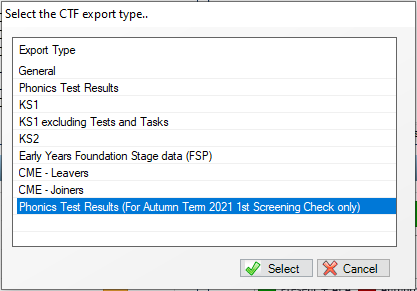 Select the CTF export type..
Export Type
General
Phonics Test Results
KS1
KS1 excluding Tests and Tasks
KS2
Early Years Foundation Stage data (FSP)
CME - Leavers
CME - Joiners
Phonics Test Results (For Autumn Term 2021 1st Screening Check only)
Select
Cancel